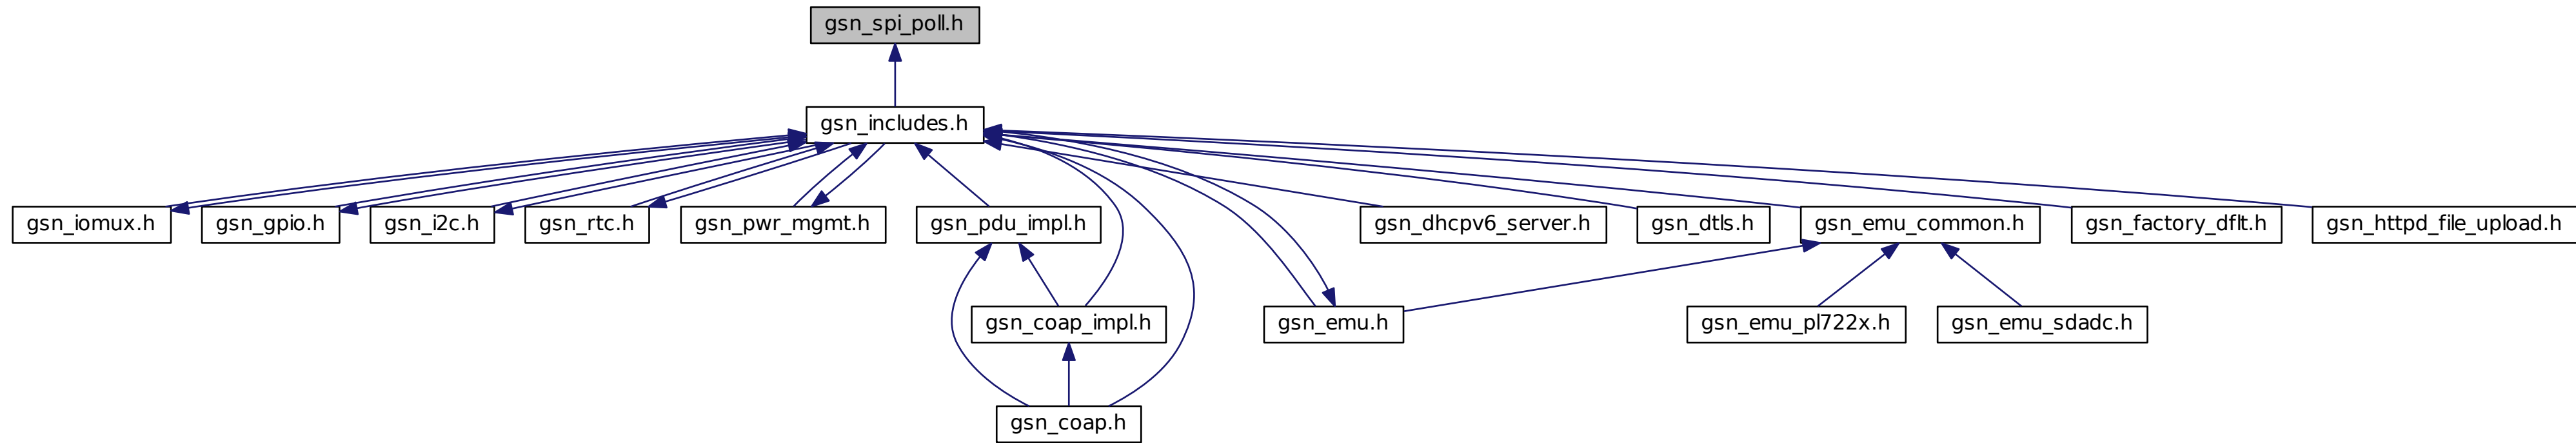 gsn_spi_poll.h
gsn_includes.h
gsn_iomux.h
gsn_gpio.h
gsn_i2c.h
gsn_rtc.h
gsn_pwr_mgmt.h
gsn_pdu_impl.h
gsn_dhcpv6_server.h
gsn_dtls.h
gsn_emu_common.h
gsn_factory_dflt.h
gsn_httpd_file_upload.h
gsn_coap_impl.h
gsn_emu.h
gsn_emu_pl722x.h
gsn_emu_sdadc.h
gsn_coap.h